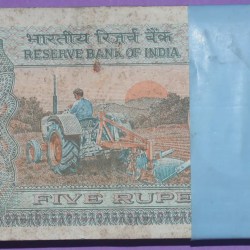 भारतीय रिज़र्व बैंक
RESERVE BANK OF INDIA
FIVE RUPE